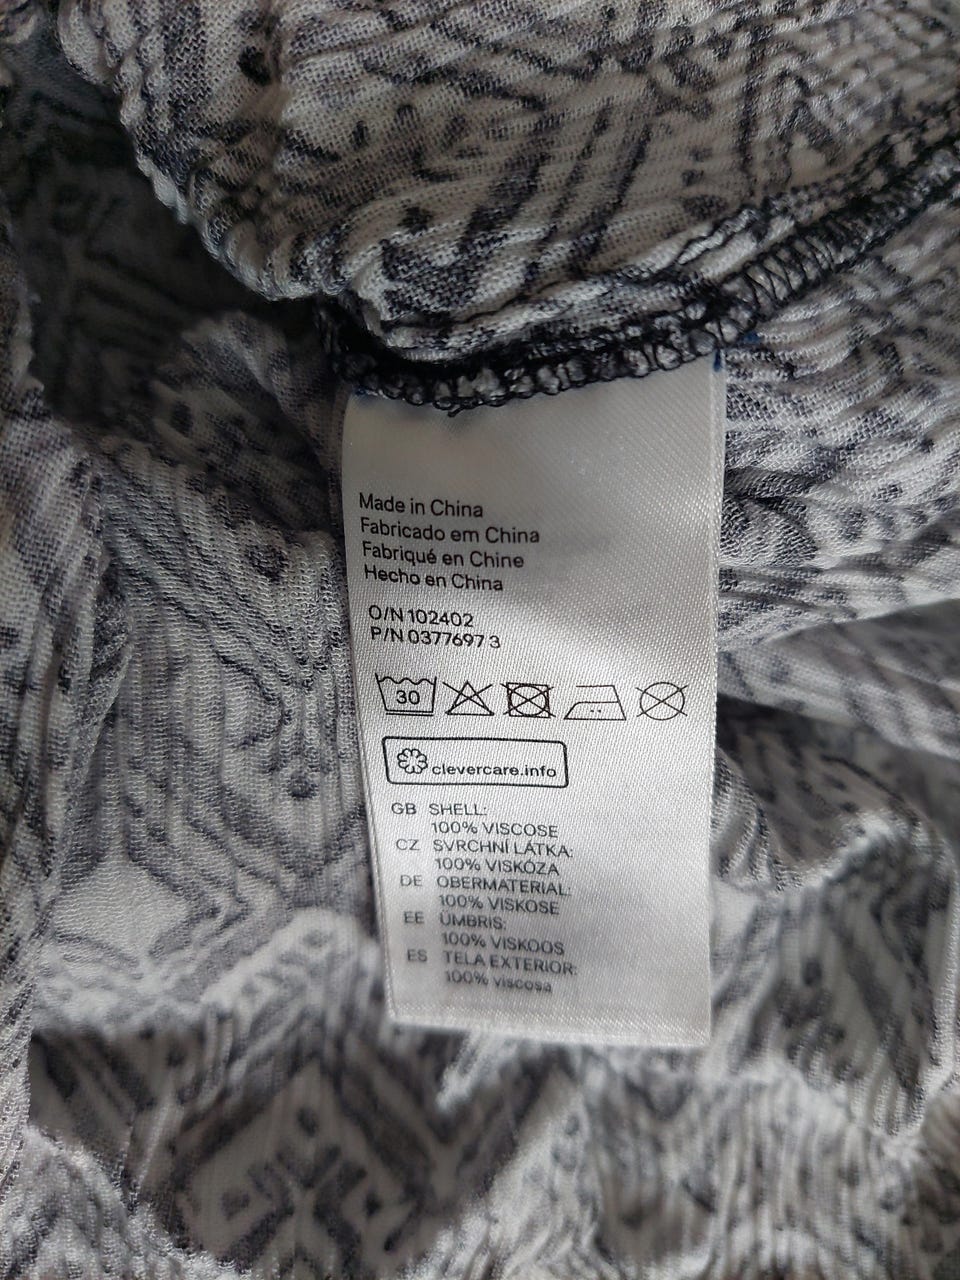 Made in China
Fabricado em China
Fabriqué en Chine
Hecho en China
O/N 102402
P/N 0377697 3
30
clevercare.info
GB SHELL:
100% VISCOSE
CZ SVRCHNÍ LÁTKA:
100% VISKÓZA
DE OBERMATERIAL:
100% VISKOSE
EE ÜMBRIS:
100% VISKOOS
ES TELA EXTERIOR:
100% viscosa